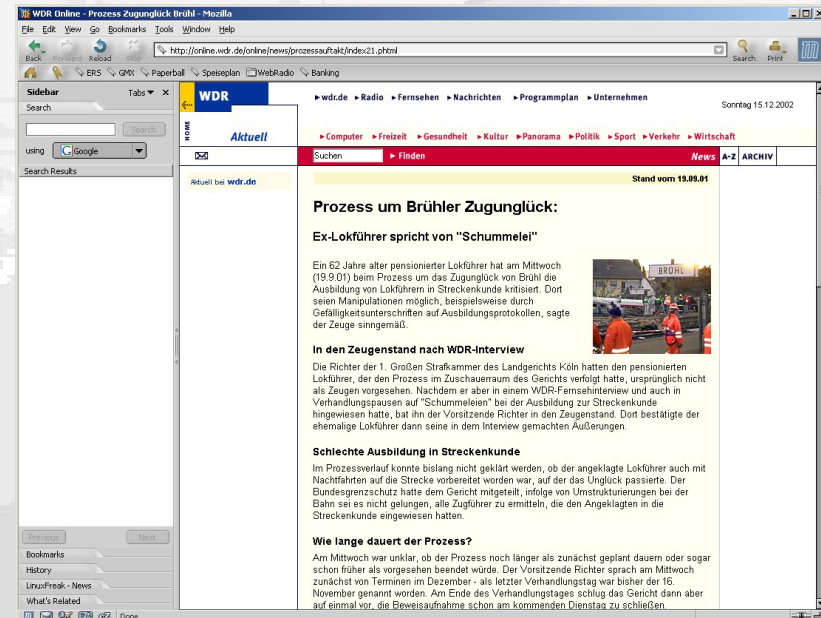 WDR Online - Prozess Zugunglück Brühl - Mozilla
File Edit View Go Bookmarks Tools Window Help
Back Forward Reload Stop http://online.wdr.de/online/news/prozessauftakt/index21.phtml Search Print
ERS GMX Paperball Speiseplan WebRadio Banking
Sidebar Tabs
Search
Search
using Google
Search Results
Previous Next
Bookmarks
History
LinuxFreak - News
What's Related
WDR
HOME
Aktuell
wdr.de Radio Fernsehen Nachrichten Programmplan Unternehmen
Sonntag 15.12.2002
Computer Freizeit Gesundheit Kultur Panorama Politik Sport Verkehr Wirtschaft
Suchen Finden News A-Z ARCHIV
Aktuell bei wdr.de
Stand vom 19.09.01
Prozess um Brühler Zugunglück:
Ex-Lokführer spricht von "Schummelei"
Ein 62 Jahre alter pensionierter Lokführer hat am Mittwoch
(19.9.01) beim Prozess um das Zugunglück von Brühl die
Ausbildung von Lokführern in Streckenkunde kritisiert. Dort
seien Manipulationen möglich, beispielsweise durch
Gefälligkeitsunterschriften auf Ausbildungsprotokollen, sagte
der Zeuge sinngemäß.
BRÜHL
In den Zeugenstand nach WDR-Interview
Die Richter der 1. Großen Strafkammer des Landgerichts Köln hatten den pensionierten
Lokführer, der den Prozess im Zuschauerraum des Gerichts verfolgt hatte, ursprünglich nicht
als Zeugen vorgesehen. Nachdem er aber in einem WDR-Fernsehinterview und auch in
Verhandlungspausen auf "Schummeleien" bei der Ausbildung zur Streckenkunde
hingewiesen hatte, bat ihn der Vorsitzende Richter in den Zeugenstand. Dort bestätigte der
ehemalige Lokführer dann seine in dem Interview gemachten Äußerungen.
Schlechte Ausbildung in Streckenkunde
Im Prozessverlauf konnte bislang nicht geklärt werden, ob der angeklagte Lokführer auch mit
Nachtfahrten auf die Strecke vorbereitet worden war, auf der das Unglück passierte. Der
Bundesgrenzschutz hatte dem Gericht mitgeteilt, infolge von Umstrukturierungen bei der
Bahn sei es nicht gelungen, alle Zugführer zu ermitteln, die den Angeklagten in die
Streckenkunde eingewiesen hatten.
Wie lange dauert der Prozess?
Am Mittwoch war unklar, ob der Prozess noch länger als zunächst geplant dauern oder sogar
schon früher als vorgesehen beendet würde. Der Vorsitzende Richter sprach am Mittwoch
zunächst von Terminen im Dezember - als letzter Verhandlungstag war bisher der 16.
November genannt worden. Am Ende des Verhandlungstages schlug das Gericht dann aber
auf einmal vor, die Beweisaufnahme schon am kommenden Dienstag zu schließen.
Done